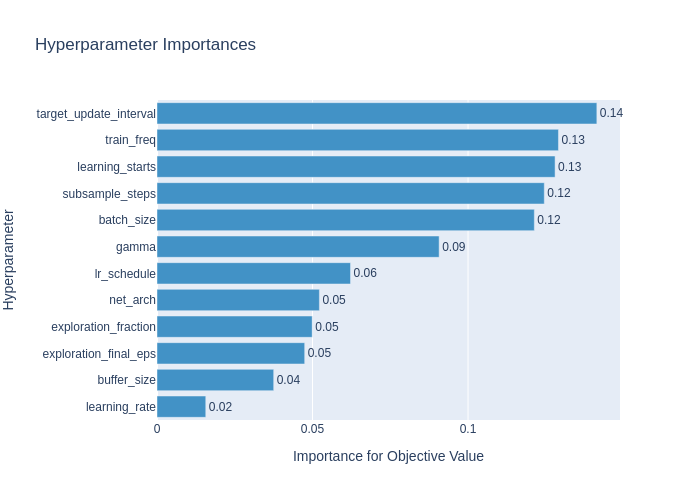 Hyperparameter Importances
target_update_interval 0.14
train_freq 0.13
learning_starts 0.13
subsample_steps 0.12
batch_size 0.12
gamma 0.09
lr_schedule 0.06
net_arch 0.05
exploration_fraction 0.05
exploration_final_eps 0.05
buffer_size 0.04
learning_rate 0.02
0 0.05 0.1
Importance for Objective Value
Hyperparameter